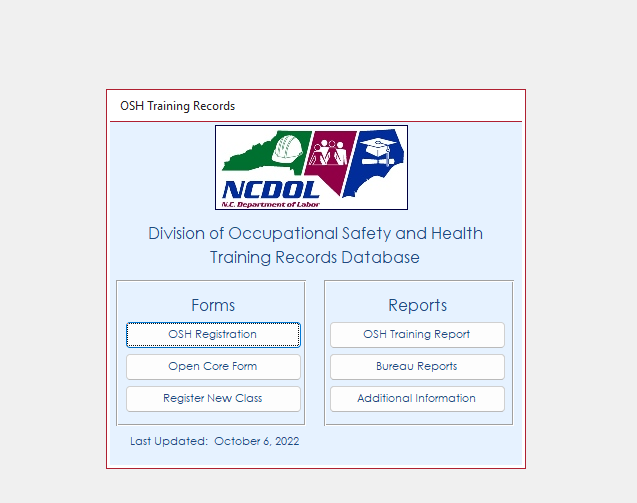 OSH Training Records
NCDOL
N.C. Department of Labor
Division of Occupational Safety and Health
Training Records Database
Forms
OSH Registration
Open Core Form
Register New Class
Reports
OSH Training Report
Bureau Reports
Additional Information
Last Updated: October 6, 2022